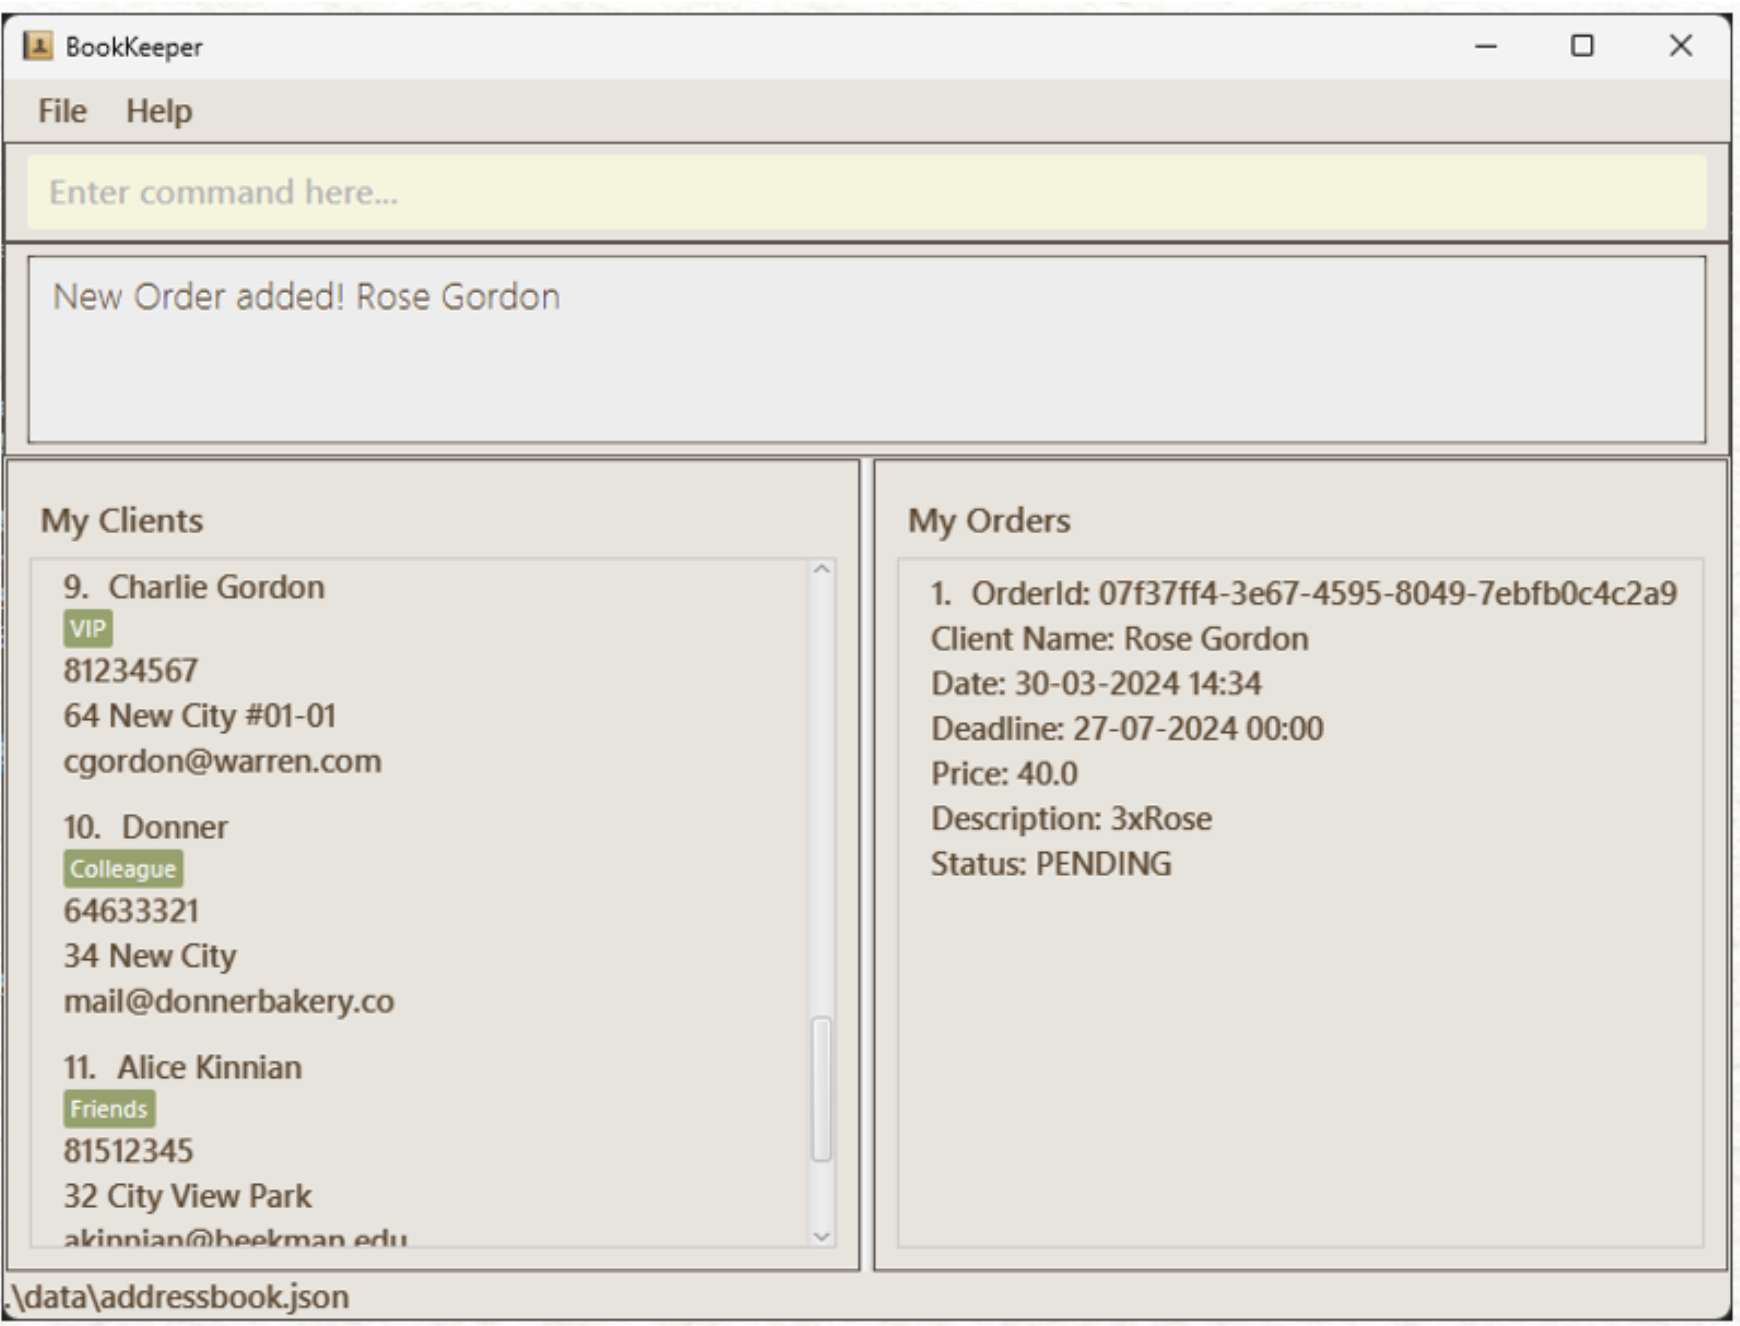 BookKeeper
File Help
Enter command here...
New Order added! Rose Gordon
My Clients
9. Charlie Gordon
VIP
81234567
64 New City #01-01
cgordon@warren.com
10. Donner
Colleague
64633321
34 New City
mail@donnerbakery.co
11. Alice Kinnian
Friends
81512345
32 City View Park
akinnian@beekman.edu
My Orders
1. OrderId: 07f37ff4-3e67-4595-8049-7ebfb0c4c2a9
Client Name: Rose Gordon
Date: 30-03-2024 14:34
Deadline: 27-07-2024 00:00
Price: 40.0
Description: 3xRose
Status: PENDING
.\data\addressbook.json